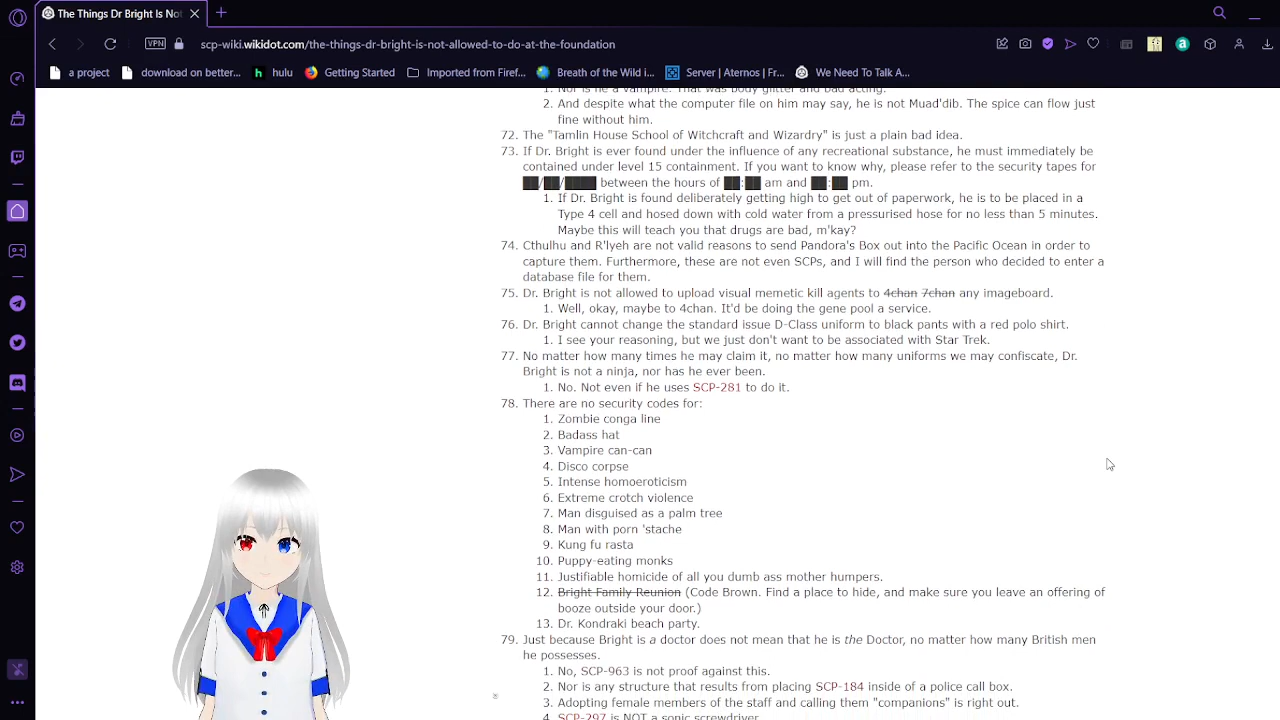 The Things Dr Bright Is Not
VPN
scp-wiki.wikidot.com/the-things-dr-bright-is-not-allowed-to-do-at-the-foundation
a project
download on better...
hulu
Getting Started
Imported from Firef...
Breath of the Wild i...
Server | Aternos | Fr...
We Need To Talk A...
1. Nor is he a vampire. That was body glitter and bad acting.
2. And despite what the computer file on him may say, he is not Muad'dib. The spice can flow just
fine without him.
72. The "Tamlin House School of Witchcraft and Wizardry" is just a plain bad idea.
73. If Dr. Bright is ever found under the influence of any recreational substance, he must immediately be
contained under level 15 containment. If you want to know why, please refer to the security tapes for
██/██/████ between the hours of ██:██ am and ██:██ pm.
1. If Dr. Bright is found deliberately getting high to get out of paperwork, he is to be placed in a
Type 4 cell and hosed down with cold water from a pressurised hose for no less than 5 minutes.
Maybe this will teach you that drugs are bad, m'kay?
74. Cthulhu and R'lyeh are not valid reasons to send Pandora's Box out into the Pacific Ocean in order to
capture them. Furthermore, these are not even SCPs, and I will find the person who decided to enter a
database file for them.
75. Dr. Bright is not allowed to upload visual memetic kill agents to 4chan 7chan any imageboard.
1. Well, okay, maybe to 4chan. It'd be doing the gene pool a service.
76. Dr. Bright cannot change the standard issue D-Class uniform to black pants with a red polo shirt.
1. I see your reasoning, but we just don't want to be associated with Star Trek.
77. No matter how many times he may claim it, no matter how many uniforms we may confiscate, Dr.
Bright is not a ninja, nor has he ever been.
1. No. Not even if he uses SCP-281 to do it.
78. There are no security codes for:
1. Zombie conga line
2. Badass hat
3. Vampire can-can
4. Disco corpse
5. Intense homoeroticism
6. Extreme crotch violence
7. Man disguised as a palm tree
8. Man with porn 'stache
9. Kung fu rasta
10. Puppy-eating monks
11. Justifiable homicide of all you dumb ass mother humpers.
12. Bright Family Reunion (Code Brown. Find a place to hide, and make sure you leave an offering of
booze outside your door.)
13. Dr. Kondraki beach party.
79. Just because Bright is a doctor does not mean that he is the Doctor, no matter how many British men
he possesses.
1. No, SCP-963 is not proof against this.
2. Nor is any structure that results from placing SCP-184 inside of a police call box.
3. Adopting female members of the staff and calling them "companions" is right out.
4. SCP-297 is NOT a sonic screwdriver.